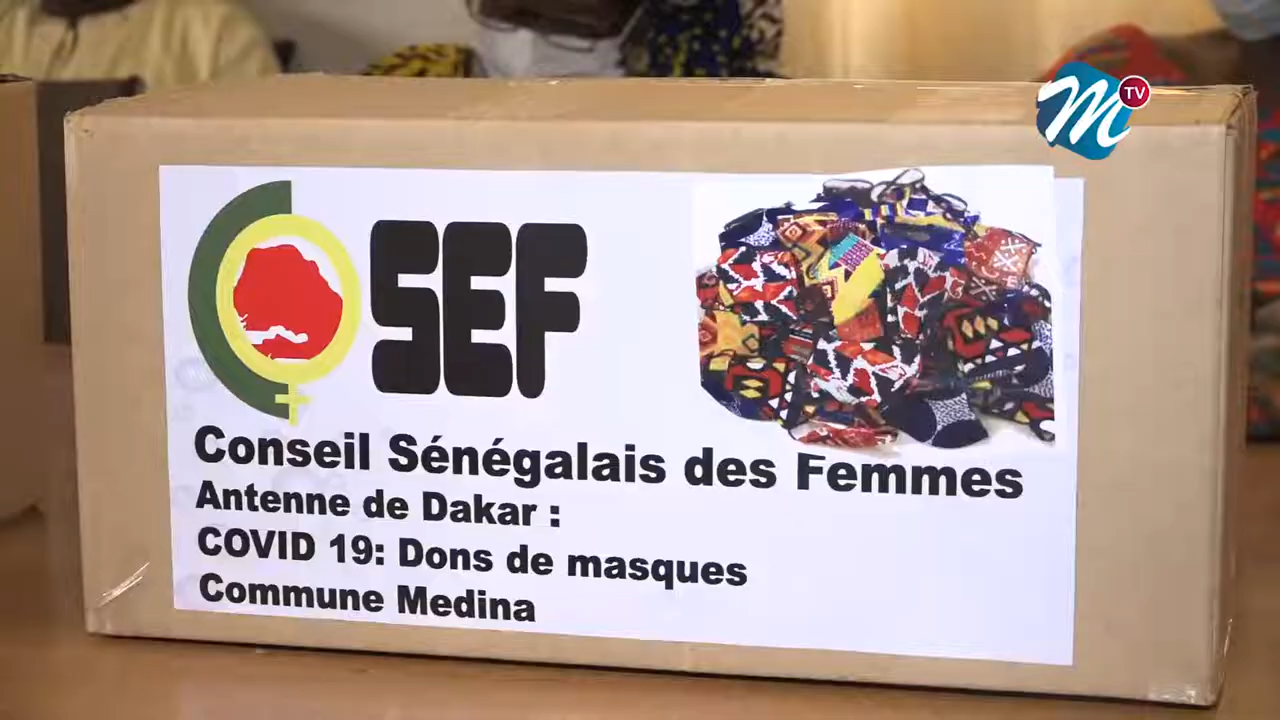 M TV
SEF
Conseil Sénégalais des Femmes
Antenne de Dakar :
COVID 19: Dons de masques
Commune Medina